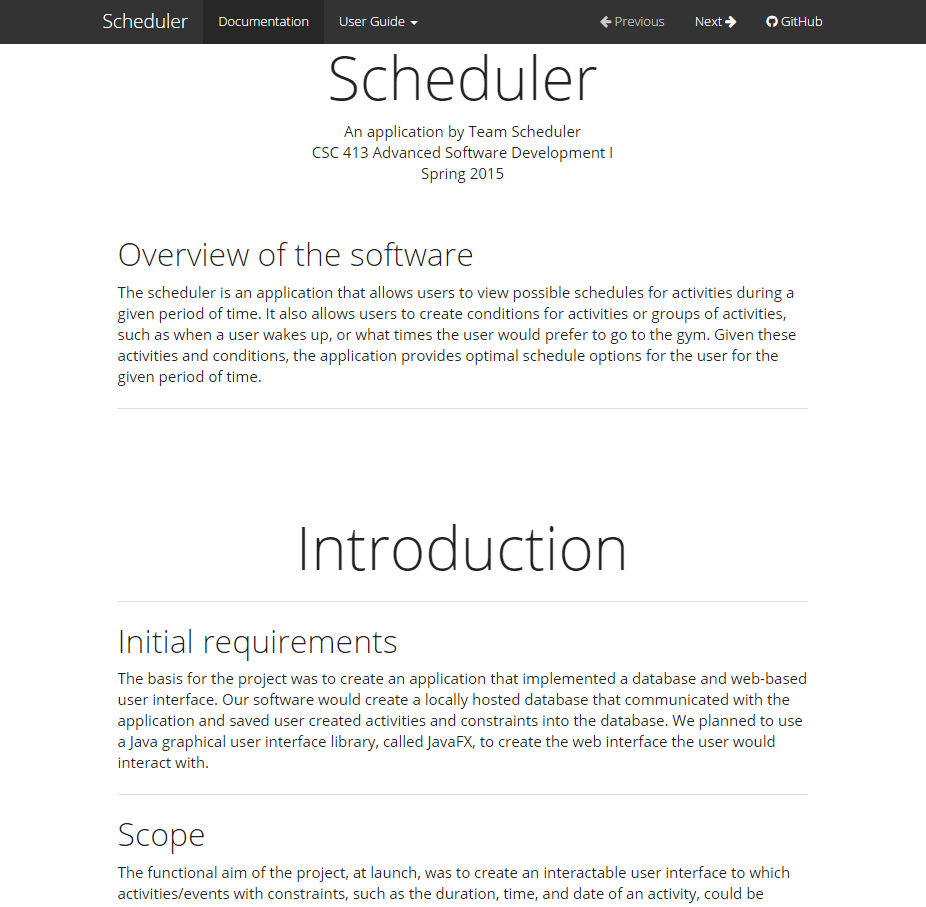 Scheduler Documentation User Guide Previous Next GitHub
Scheduler
An application by Team Scheduler
CSC 413 Advanced Software Development I
Spring 2015
Overview of the software
The scheduler is an application that allows users to view possible schedules for activities during a
given period of time. It also allows users to create conditions for activities or groups of activities,
such as when a user wakes up, or what times the user would prefer to go to the gym. Given these
activities and conditions, the application provides optimal schedule options for the user for the
given period of time.
Introduction
Initial requirements
The basis for the project was to create an application that implemented a database and web-based
user interface. Our software would create a locally hosted database that communicated with the
application and saved user created activities and constraints into the database. We planned to use
a Java graphical user interface library, called JavaFX, to create the web interface the user would
interact with.
Scope
The functional aim of the project, at launch, was to create an interactable user interface to which
activities/events with constraints, such as the duration, time, and date of an activity, could be